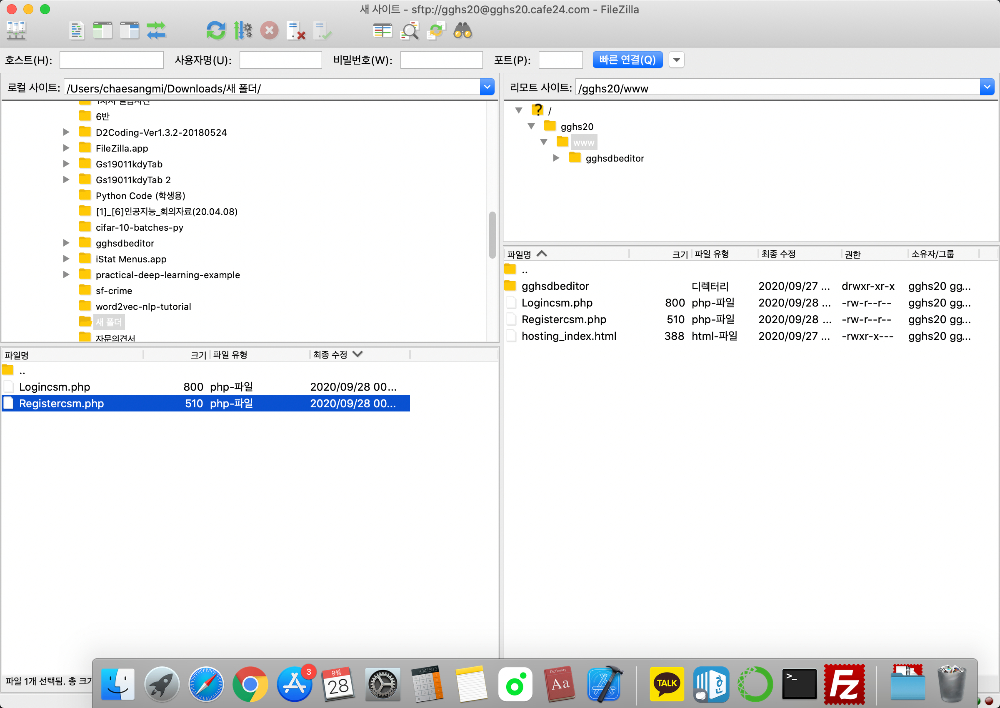 새 사이트 - sftp://gghs20@gghs20.cafe24.com - FileZilla
호스트(H): 사용자명(U): 비밀번호(W): 포트(P): 빠른 연결(Q)
로컬 사이트: /Users/chaesangmi/Downloads/새 폴더/
6반
D2Coding-Ver1.3.2-20180524
FileZilla.app
Gs19011kdyTab
Gs19011kdyTab 2
Python Code (학생용)
[1]_[6]인공지능_회의자료(20.04.08)
cifar-10-batches-py
gghsdbeditor
iStat Menus.app
practical-deep-learning-example
sf-crime
word2vec-nlp-tutorial
새 폴더
자문의견서
파일명 크기 파일 유형 최종 수정
..
Logincsm.php 800 php-파일 2020/09/28 00...
Registercsm.php 510 php-파일 2020/09/28 00...
파일 1개 선택됨. 총 크기
리모트 사이트: /gghs20/www
/
gghs20
www
gghsdbeditor
파일명 크기 파일 유형 최종 수정 권한 소유자/그룹
..
gghsdbeditor 디렉터리 2020/09/27 ... drwxr-xr-x gghs20 gg...
Logincsm.php 800 php-파일 2020/09/28 ... -rw-r--r-- gghs20 gg...
Registercsm.php 510 php-파일 2020/09/28 ... -rw-r--r-- gghs20 gg...
hosting_index.html 388 html-파일 2020/09/27 ... -rwxr-x--- gghs20 gg...
3
9월
28
3.141593
Dictionary
Aa
TALK
>_
Fz